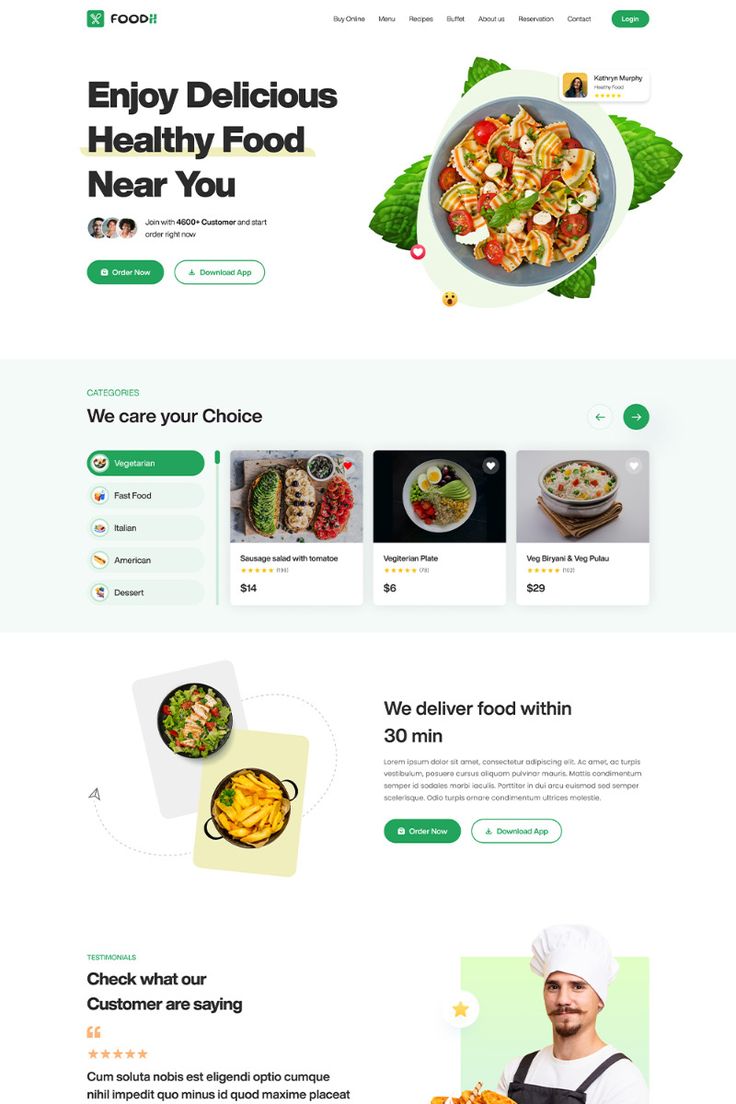 FOODH
Buy Online Menu Recipes Buffet About us Reservation Contact Login
Enjoy Delicious
Healthy Food
Near You
Kathryn Murphy
Healthy Food
Join with 4600+ Customer and start
order right now
Order Now Download App
CATEGORIES
We care your Choice
Vegetarian
Fast Food
Italian
American
Dessert
Sausage salad with tomatoe
$14
Vegiterian Plate
(78)
$6
Veg Biryani & Veg Pulau
(102)
$29
We deliver food within
30 min
Lorem ipsum dolor sit amet, consectetur adipiscing elit. Ac amet, ac turpis
vestibulum, posuere cursus aliquam pulvinar mauris. Mattis condimentum
semper id sodales morbi iaculis. Porttitor in dui arcu euismod sed semper
scelerisque. Odio turpis ornare condimentum ultrices molestie.
Order Now Download App
TESTIMONIALS
Check what our
Customer are saying
Cum soluta nobis est eligendi optio cumque
nihil impedit quo minus id quod maxime placeat